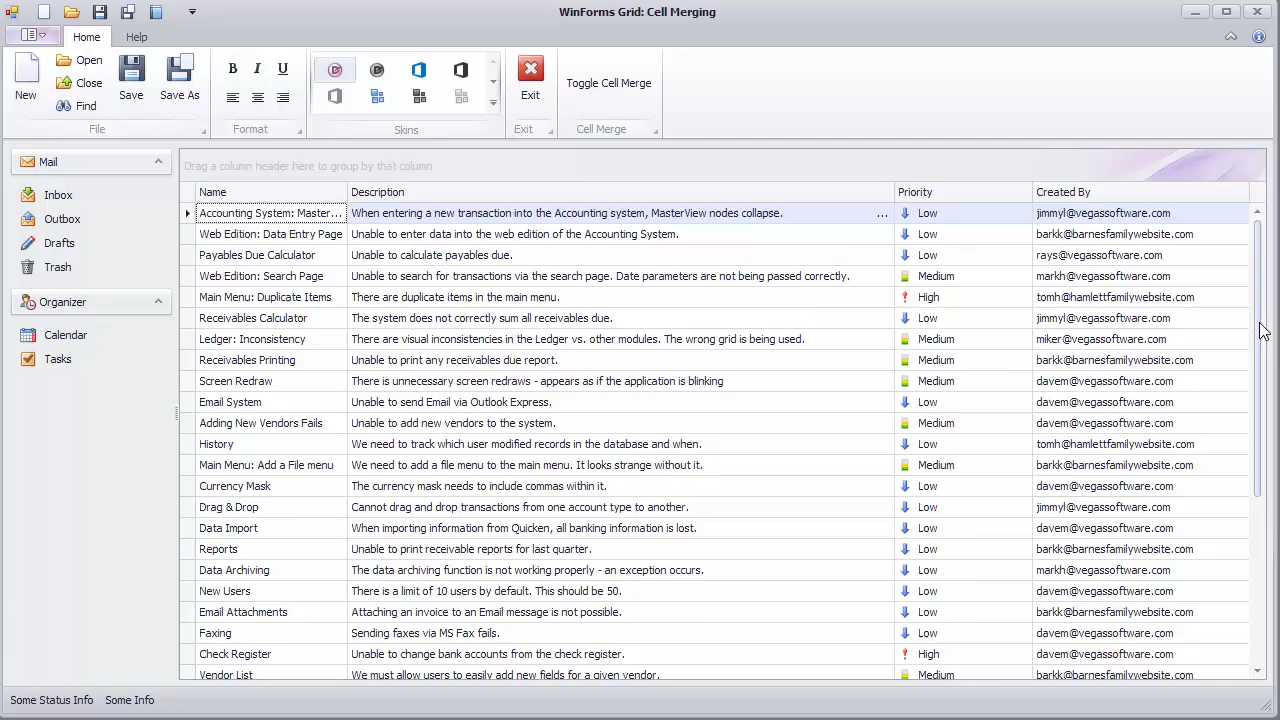 WinForms Grid: Cell Merging
Home Help
New
Open
Close
Find
Save
Save As
File
B I U
Format
Skins
Exit
Exit
Toggle Cell Merge
Cell Merge
Mail
Inbox
Outbox
Drafts
Trash
Organizer
Calendar
Tasks
Drag a column header here to group by that column
Name Description Priority Created By
Accounting System: Master... When entering a new transaction into the Accounting system, MasterView nodes collapse. ... Low jimmyl@vegassoftware.com
Web Edition: Data Entry Page Unable to enter data into the web edition of the Accounting System. Low barkk@barnesfamilywebsite.com
Payables Due Calculator Unable to calculate payables due. Low rays@vegassoftware.com
Web Edition: Search Page Unable to search for transactions via the search page. Date parameters are not being passed correctly. Medium markh@vegassoftware.com
Main Menu: Duplicate Items There are duplicate items in the main menu. High tomh@hamlettfamilywebsite.com
Receivables Calculator The system does not correctly sum all receivables due. Low jimmyl@vegassoftware.com
Ledger: Inconsistency There are visual inconsistencies in the Ledger vs. other modules. The wrong grid is being used. Medium miker@vegassoftware.com
Receivables Printing Unable to print any receivables due report. Medium barkk@barnesfamilywebsite.com
Screen Redraw There is unnecessary screen redraws - appears as if the application is blinking Medium davem@vegassoftware.com
Email System Unable to send Email via Outlook Express. Low davem@vegassoftware.com
Adding New Vendors Fails Unable to add new vendors to the system. Medium davem@vegassoftware.com
History We need to track which user modified records in the database and when. Low tomh@hamlettfamilywebsite.com
Main Menu: Add a File menu We need to add a file menu to the main menu. It looks strange without it. Medium barkk@barnesfamilywebsite.com
Currency Mask The currency mask needs to include commas within it. Low davem@vegassoftware.com
Drag & Drop Cannot drag and drop transactions from one account type to another. Low jimmyl@vegassoftware.com
Data Import When importing information from Quicken, all banking information is lost. Low davem@vegassoftware.com
Reports Unable to print receivable reports for last quarter. Low barkk@barnesfamilywebsite.com
Data Archiving The data archiving function is not working properly - an exception occurs. Low markh@vegassoftware.com
New Users There is a limit of 10 users by default. This should be 50. Low davem@vegassoftware.com
Email Attachments Attaching an invoice to an Email message is not possible. Low barkk@barnesfamilywebsite.com
Faxing Sending faxes via MS Fax fails. Low davem@vegassoftware.com
Check Register Unable to change bank accounts from the check register. High davem@vegassoftware.com
Vendor List We must allow users to easily add new fields for a given vendor. Medium barkk@barnesfamilywebsite.com
Some Status Info Some Info